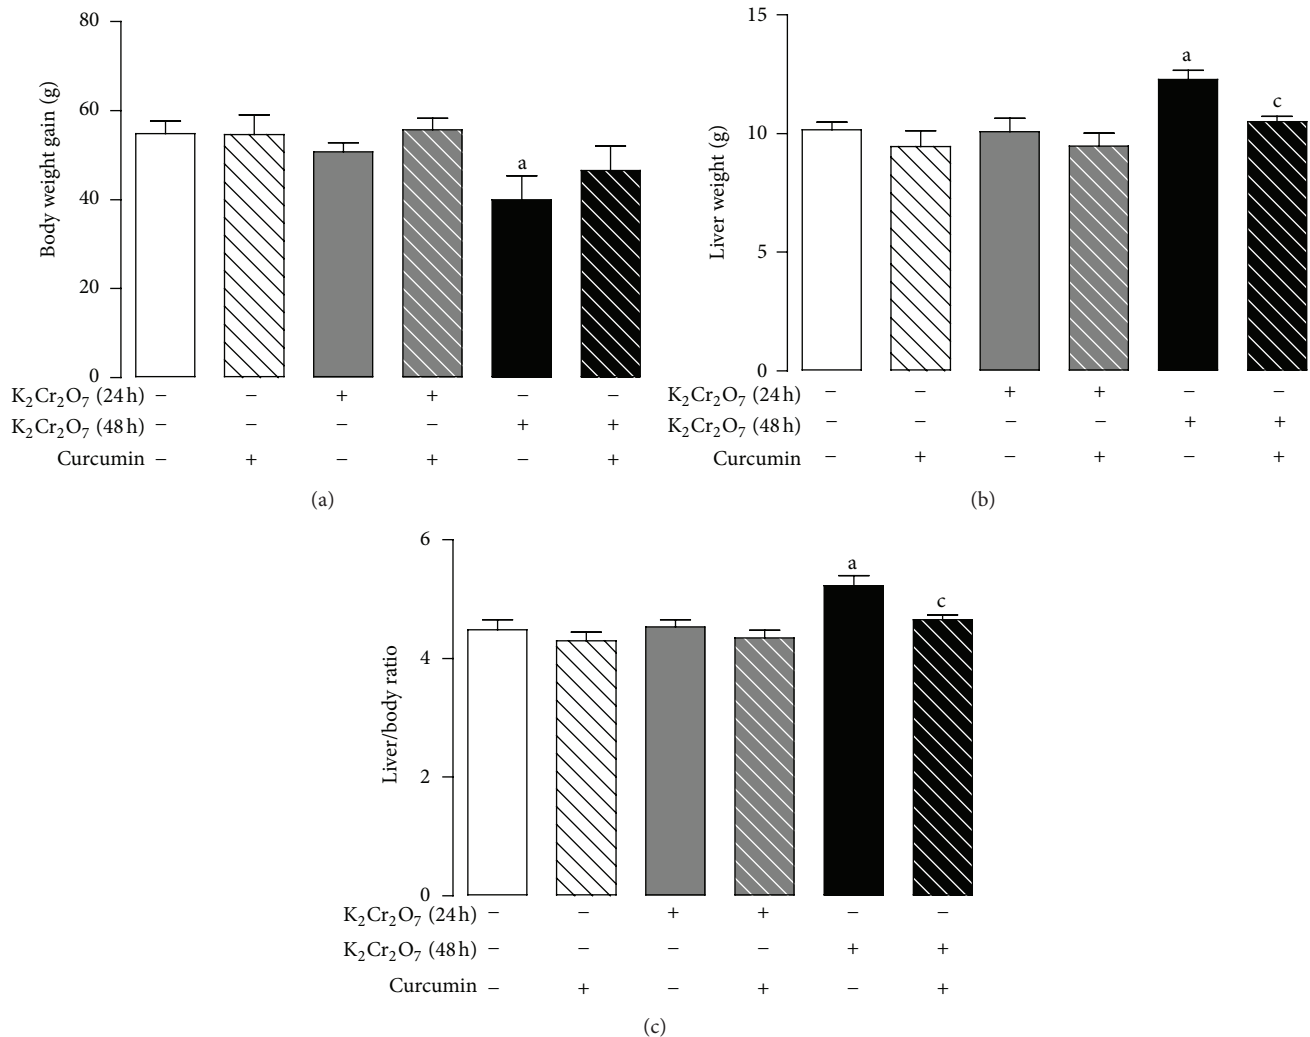 80
60
40
20
0
Body weight gain (g)
a
K₂Cr₂O₇ (24 h) − − + + − −
K₂Cr₂O₇ (48 h) − − − − + +
Curcumin − + − + − +
(a)
15
10
5
0
Liver weight (g)
a
c
K₂Cr₂O₇ (24 h) − − + + − −
K₂Cr₂O₇ (48 h) − − − − + +
Curcumin − + − + − +
(b)
6
4
2
0
Liver/body ratio
a
c
K₂Cr₂O₇ (24 h) − − + + − −
K₂Cr₂O₇ (48 h) − − − − + +
Curcumin − + − + − +
(c)